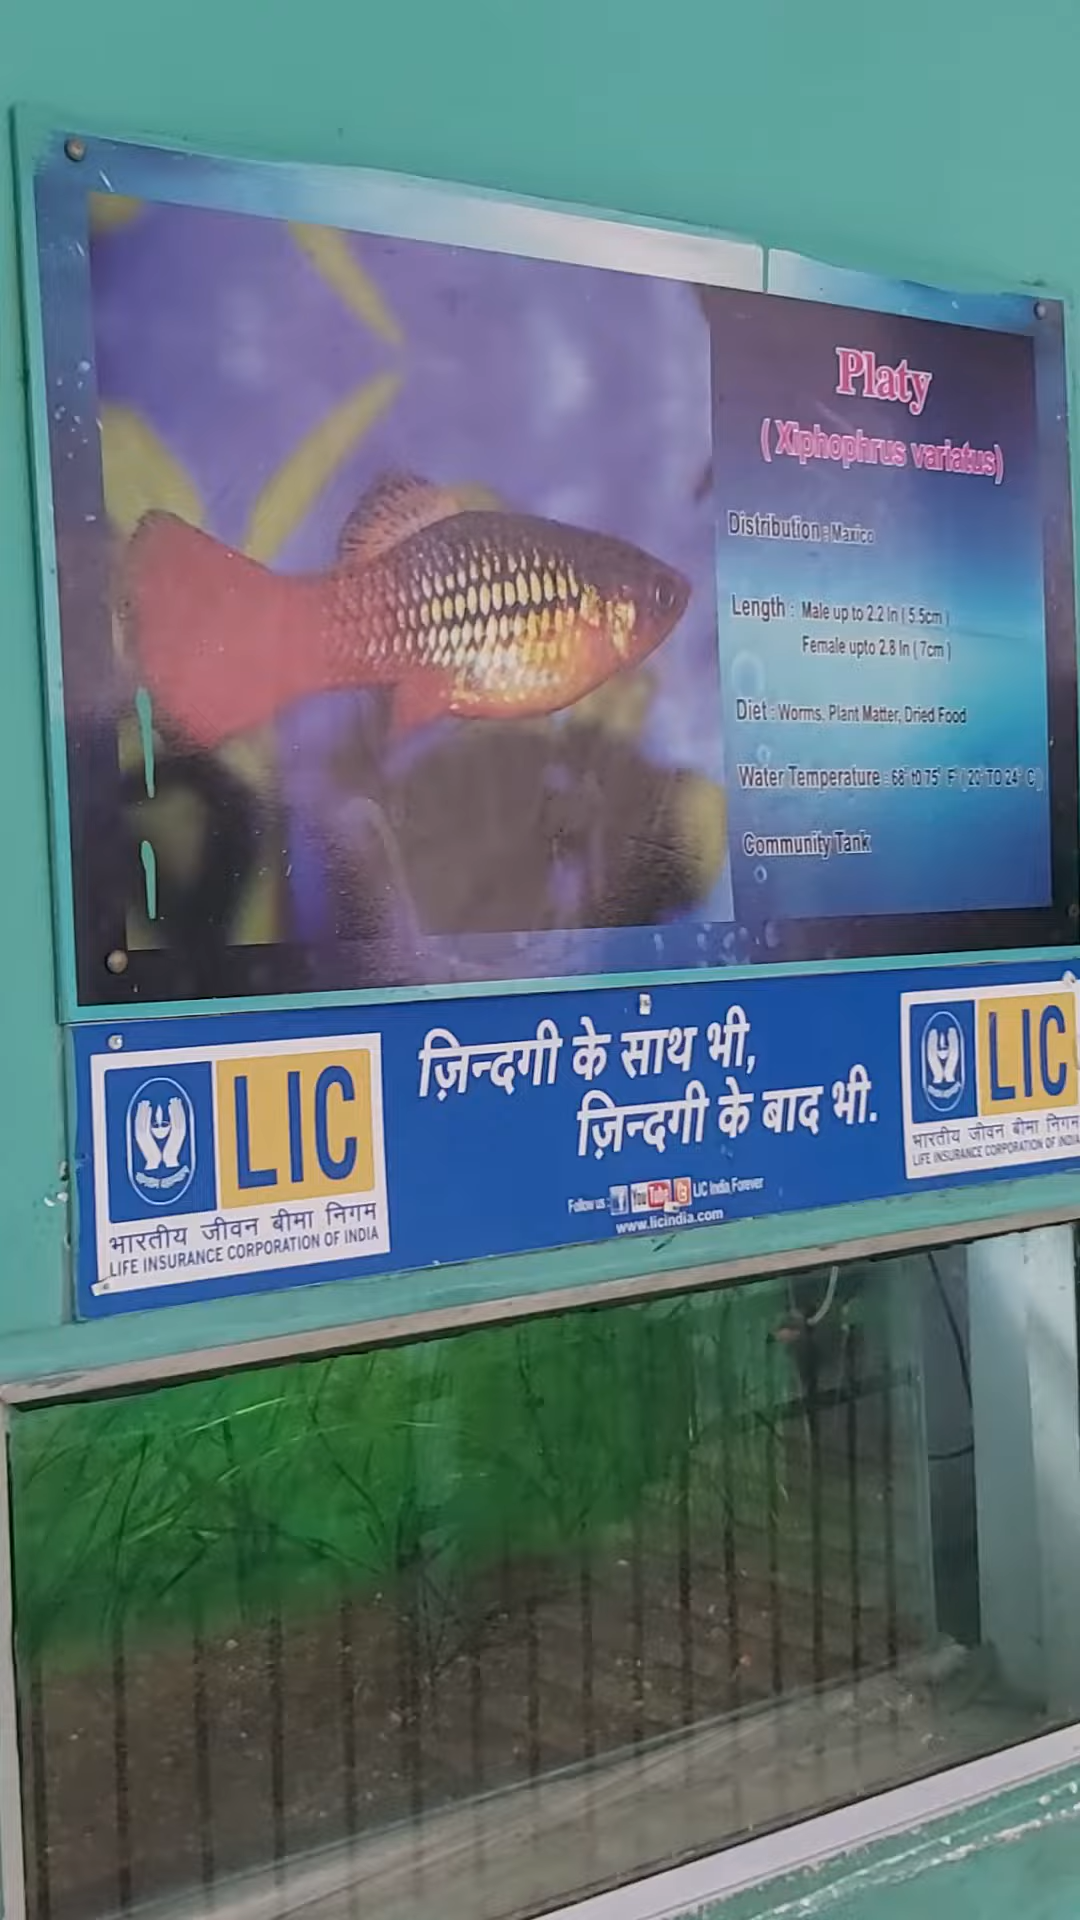 Platy
( Xiphophrus variatus)
Distribution : Maxico
Length : Male up to 2.2 In ( 5.5cm )
Female upto 2.8 In ( 7cm )
Diet : Worms, Plant Matter, Dried Food
Water Temperature : 68° t0 75° F ( 20° TO 24° C )
Community Tank
LIC
भारतीय जीवन बीमा निगम
LIFE INSURANCE CORPORATION OF INDIA
ज़िन्दगी के साथ भी,
ज़िन्दगी के बाद भी.
Follow us : f YouTube t LIC India Forever
www.licindia.com
LIC
भारतीय जीवन बीमा निगम
LIFE INSURANCE CORPORATION OF INDIA